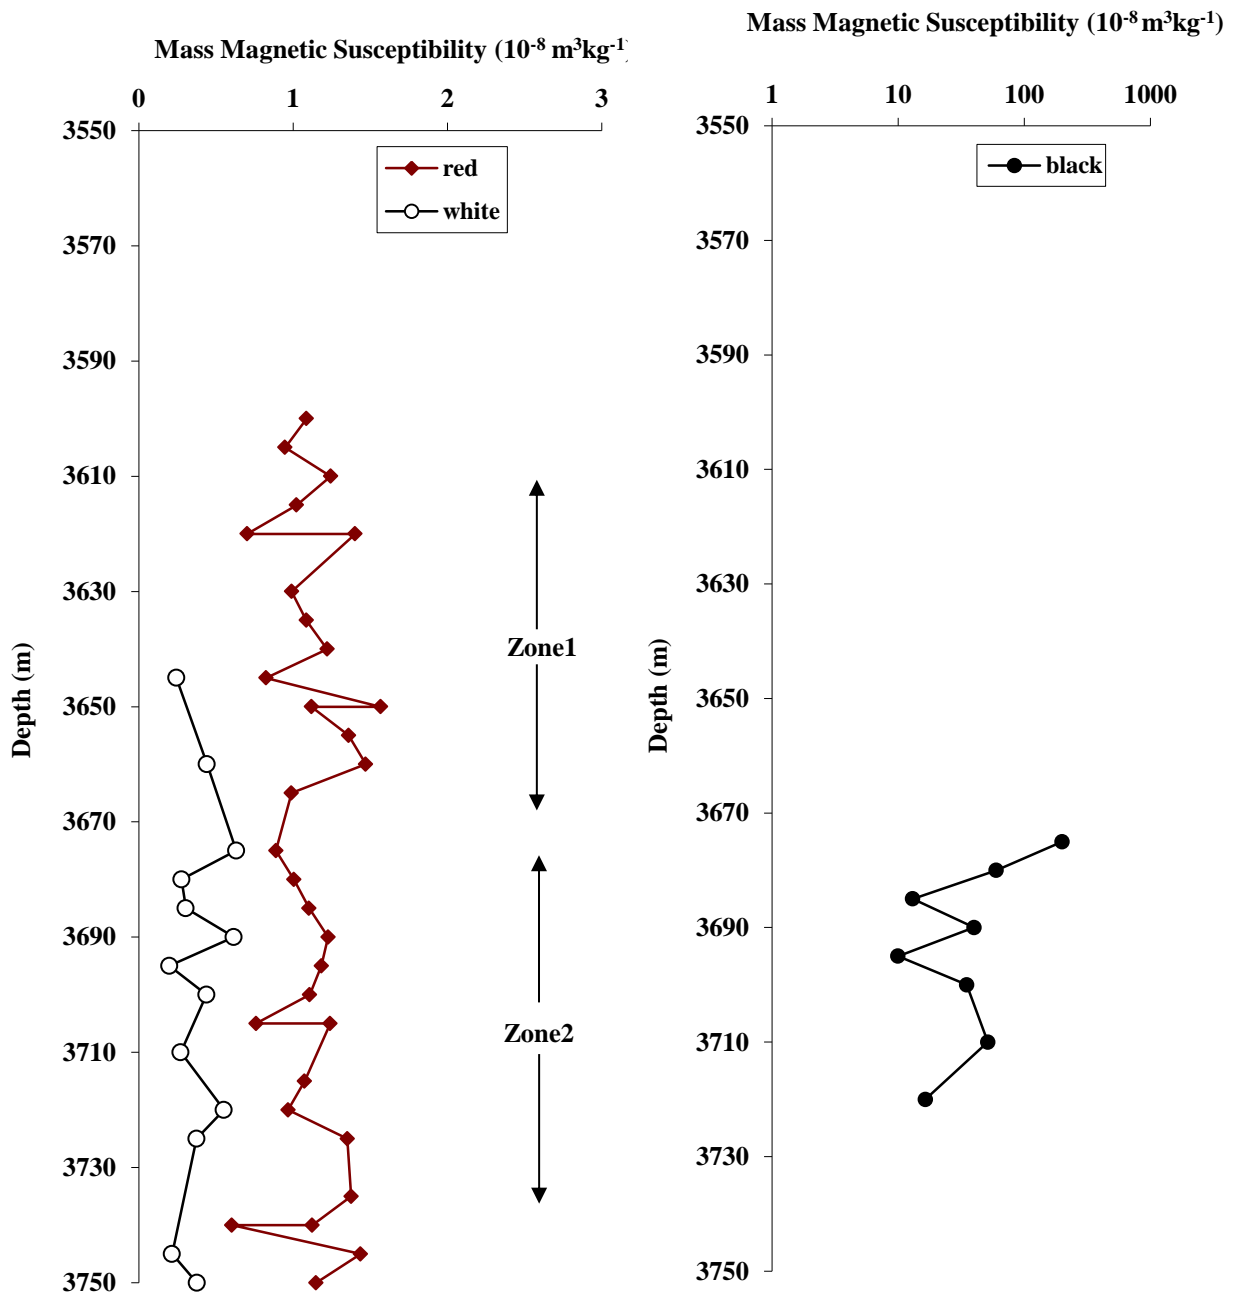 Mass Magnetic Susceptibility (10⁻⁸ m³kg⁻¹)
0 1 2 3
3550
3570
3590
3610
3630
3650
3670
3690
3710
3730
3750
Depth (m)
red
white
Zone1
Zone2
Mass Magnetic Susceptibility (10⁻⁸ m³kg⁻¹)
1 10 100 1000
3550
3570
3590
3610
3630
3650
3670
3690
3710
3730
3750
Depth (m)
black